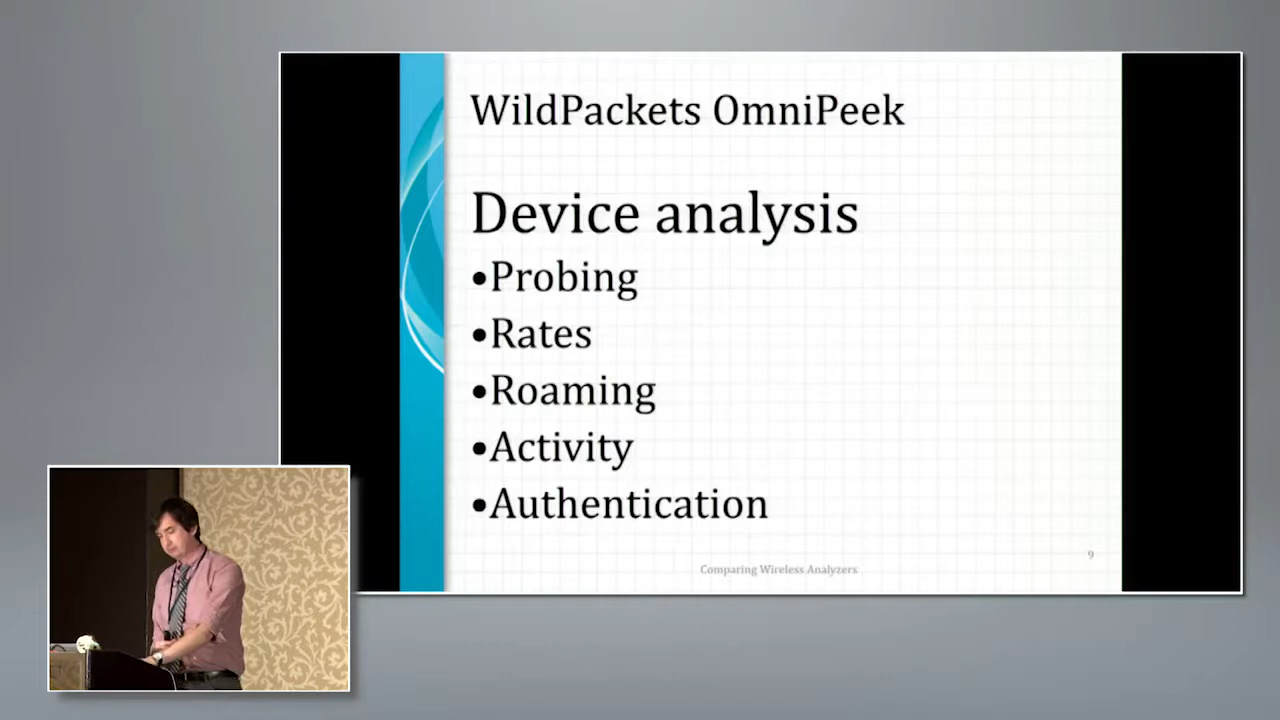 WildPackets OmniPeek
Device analysis
•Probing
•Rates
•Roaming
•Activity
•Authentication
9
Comparing Wireless Analyzers